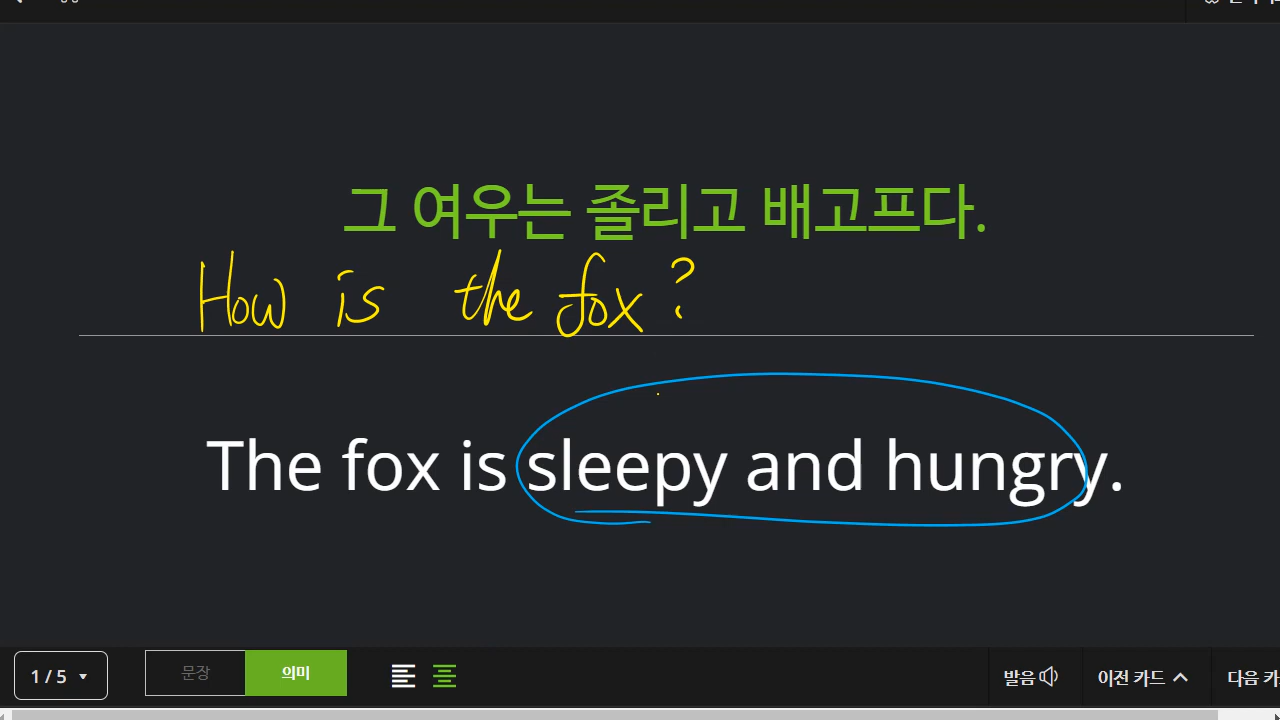 그 여우는 졸리고 배고프다.
How is the fox?
The fox is sleepy and hungry.
1 / 5
문장 의미
발음 이전 카드 다음